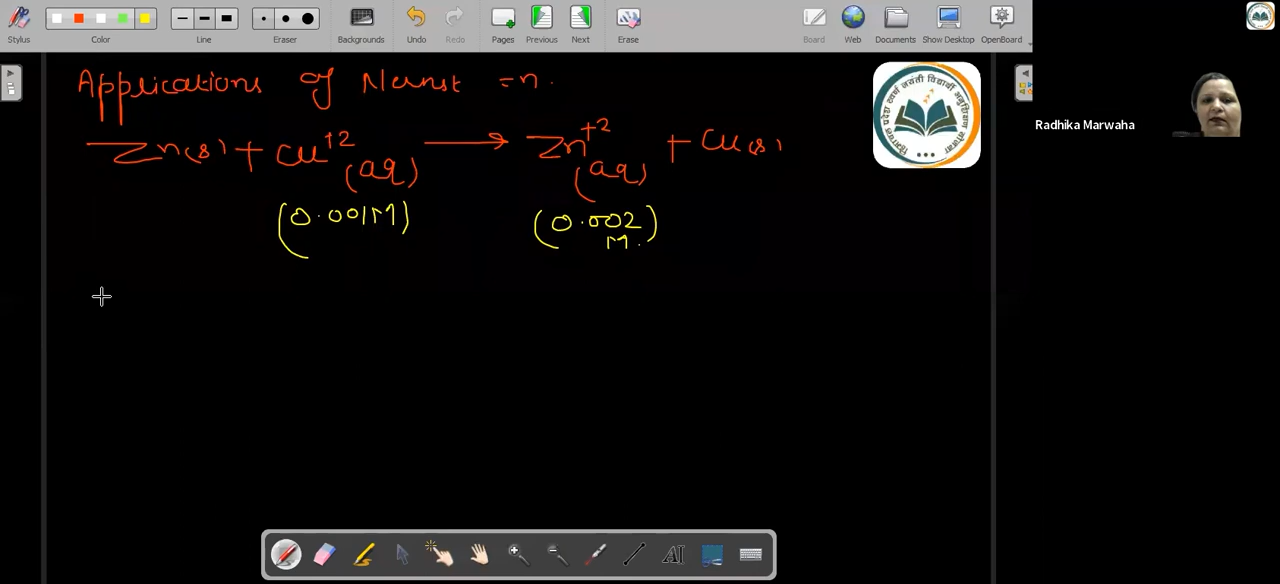 Stylus Color Line Eraser Backgrounds Undo Redo Pages Previous Next Erase Board Web Documents Show Desktop OpenBoard
Applications of Nernst =n.
Zn(s) + Cu+2(aq) → Zn+2(aq) + Cu(s)
(0.001M) (0.002 M.)
Radhika Marwaha
AI